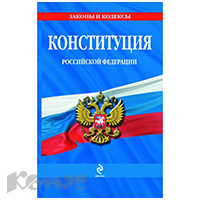 ЗАКОНЫ И КОДЕКСЫ
КОНСТИТУЦИЯ
РОССИЙСКОЙ ФЕДЕРАЦИИ